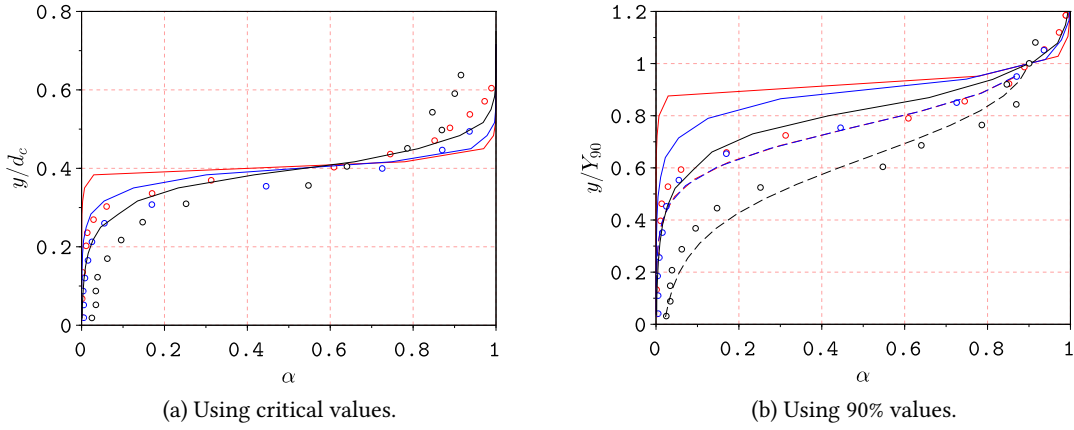 0.8
0.6
0.4
0.2
0
y/d_c
0 0.2 0.4 0.6 0.8 1
α
(a) Using critical values.
1.2
1
0.8
0.6
0.4
0.2
0
y/Y_90
0 0.2 0.4 0.6 0.8 1
α
(b) Using 90% values.